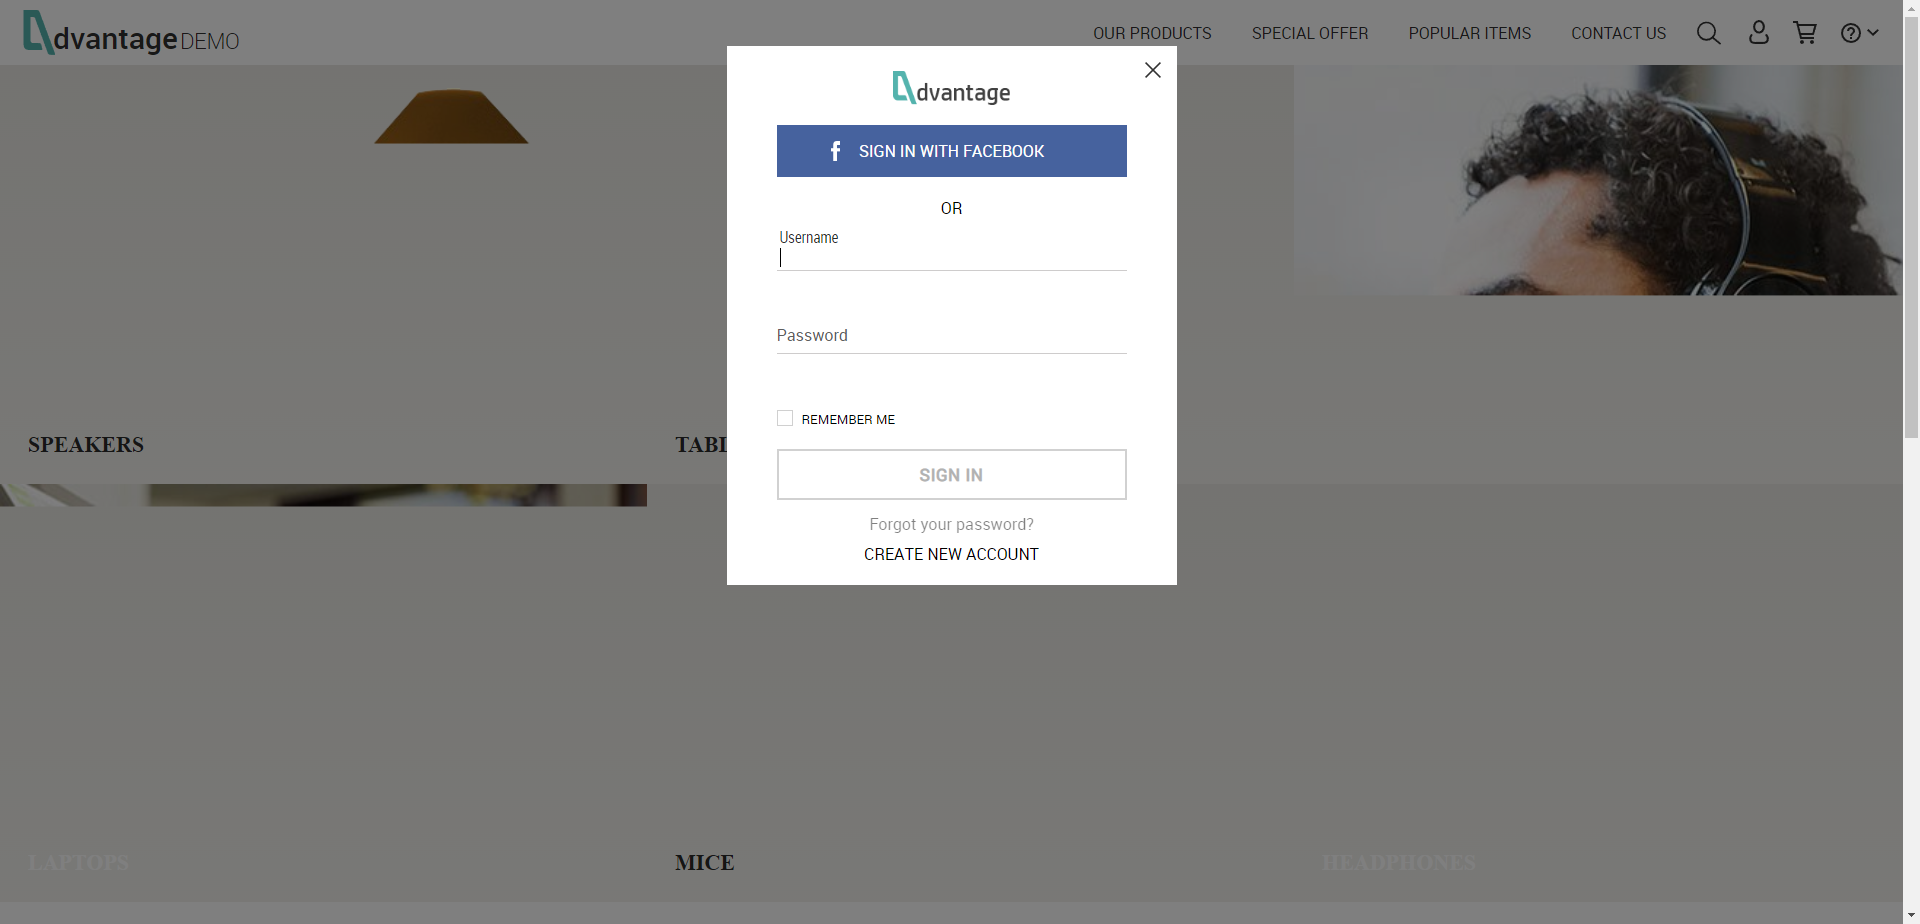 dvantage DEMO
OUR PRODUCTS
SPECIAL OFFER
POPULAR ITEMS
CONTACT US
dvantage
SIGN IN WITH FACEBOOK
OR
Username
Password
REMEMBER ME
SIGN IN
Forgot your password?
CREATE NEW ACCOUNT
SPEAKERS
TABL
LAPTOPS
MICE
HEADPHONES